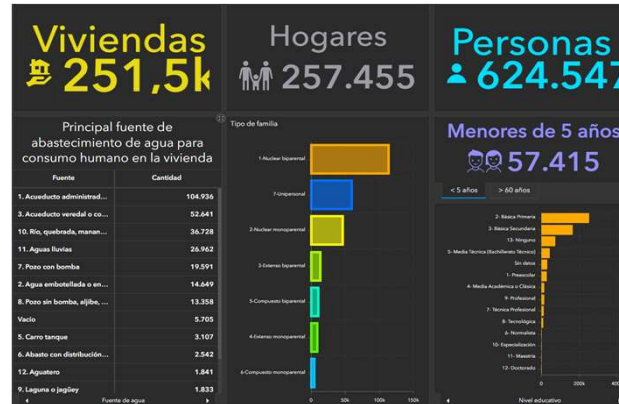 Viviendas
251,5k
Hogares
257.455
Personas
624.547
Principal fuente de
abastecimiento de agua para
consumo humano en la vivienda
Fuente Cantidad
1. Acueducto administrad... 104.936
3. Acueducto veredal o co... 52.641
10. Río, quebrada, manan... 36.728
11. Aguas lluvias 26.962
7. Pozo con bomba 19.591
2. Agua embotellada o en... 14.649
8. Pozo sin bomba, aljibe, ... 13.358
Vacío 5.705
5. Carro tanque 3.107
6. Abasto con distribución... 2.542
12. Aguatero 1.841
9. Laguna o jagüey 1.833
Fuente de agua
Tipo de familia
1-Nuclear biparental
7-Unipersonal
2-Nuclear monoparental
3-Extenso biparental
5-Compuesto biparental
4-Extenso monoparental
6-Compuesto monoparental
0 50k 100k 150k
Menores de 5 años
57.415
< 5 años > 60 años
2- Básica Primaria
3- Básica Secundaria
13- Ninguno
5- Media Técnica (Bachillerato Técnico)
Sin datos
1- Preescolar
4- Media Académica o Clásica
9- Profesional
7- Técnica Profesional
8- Tecnológica
6- Normalista
10- Especialización
11- Maestría
12- Doctorado
0 200k
Nivel educativo